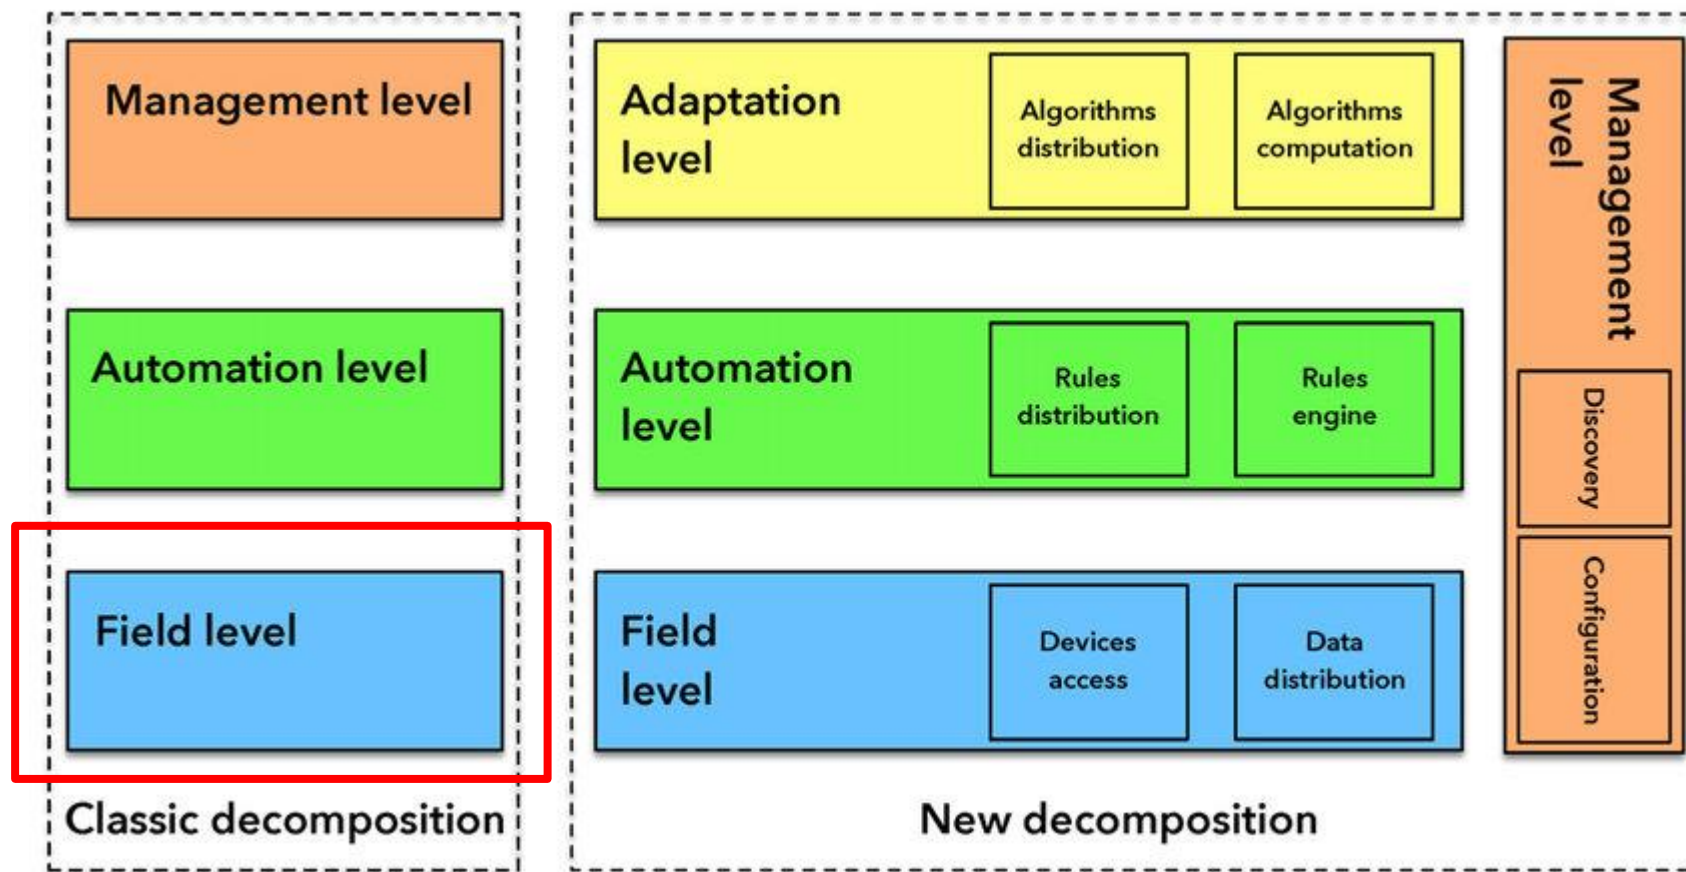 Management level
Automation level
Field level
Classic decomposition
Adaptation
level
Algorithms
distribution
Algorithms
computation
Automation
level
Rules
distribution
Rules
engine
Field
level
Devices
access
Data
distribution
Management
level
Discovery
Configuration
New decomposition